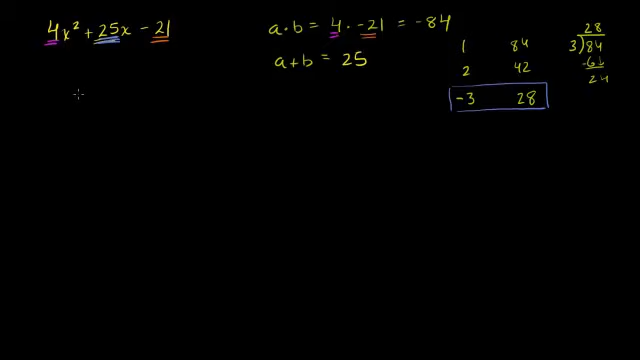 4x² + 25x - 21
a·b = 4 · -21 = -84
a+b = 25
1 84
2 42
-3 28
28
3)84
-6
24